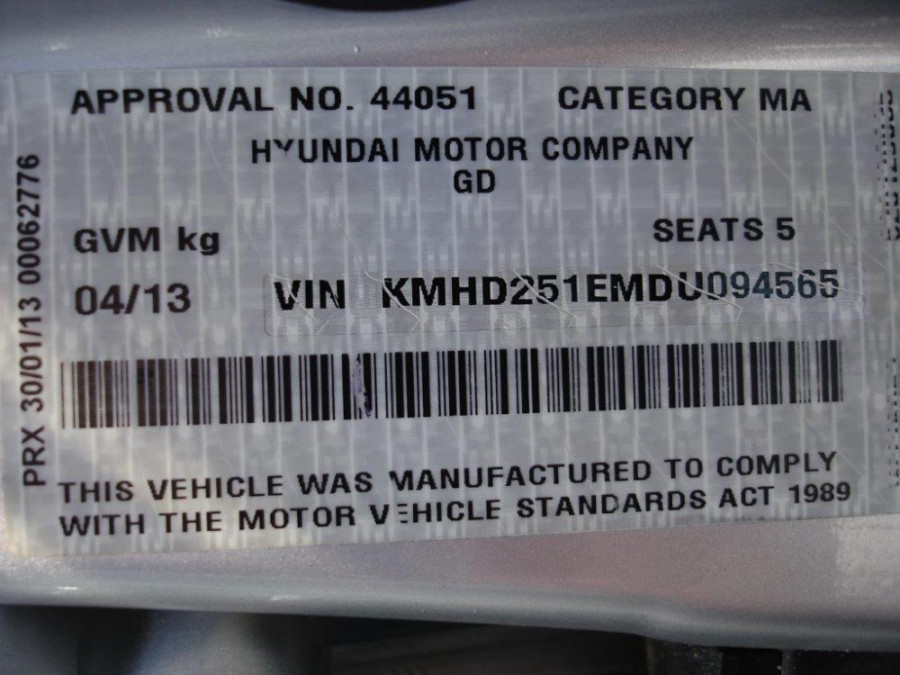 APPROVAL NO. 44051 CATEGORY MA
HYUNDAI MOTOR COMPANY
GD
GVM kg SEATS 5
04/13 VIN KMHD251EMDU094565
THIS VEHICLE WAS MANUFACTURED TO COMPLY
WITH THE MOTOR VEHICLE STANDARDS ACT 1989
PRX 30/01/13 00062776